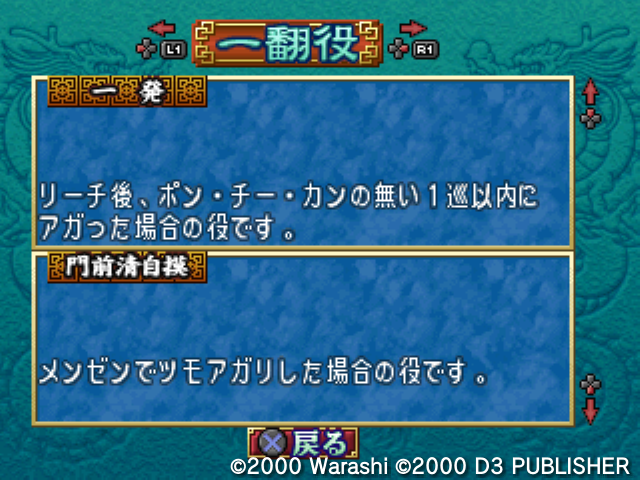 L1 一翻役 R1
一発
リーチ後、ポン・チー・カンの無い1巡以内に
アガった場合の役です。
門前清自摸
メンゼンでツモアガリした場合の役です。
戻る
©2000 Warashi ©2000 D3 PUBLISHER